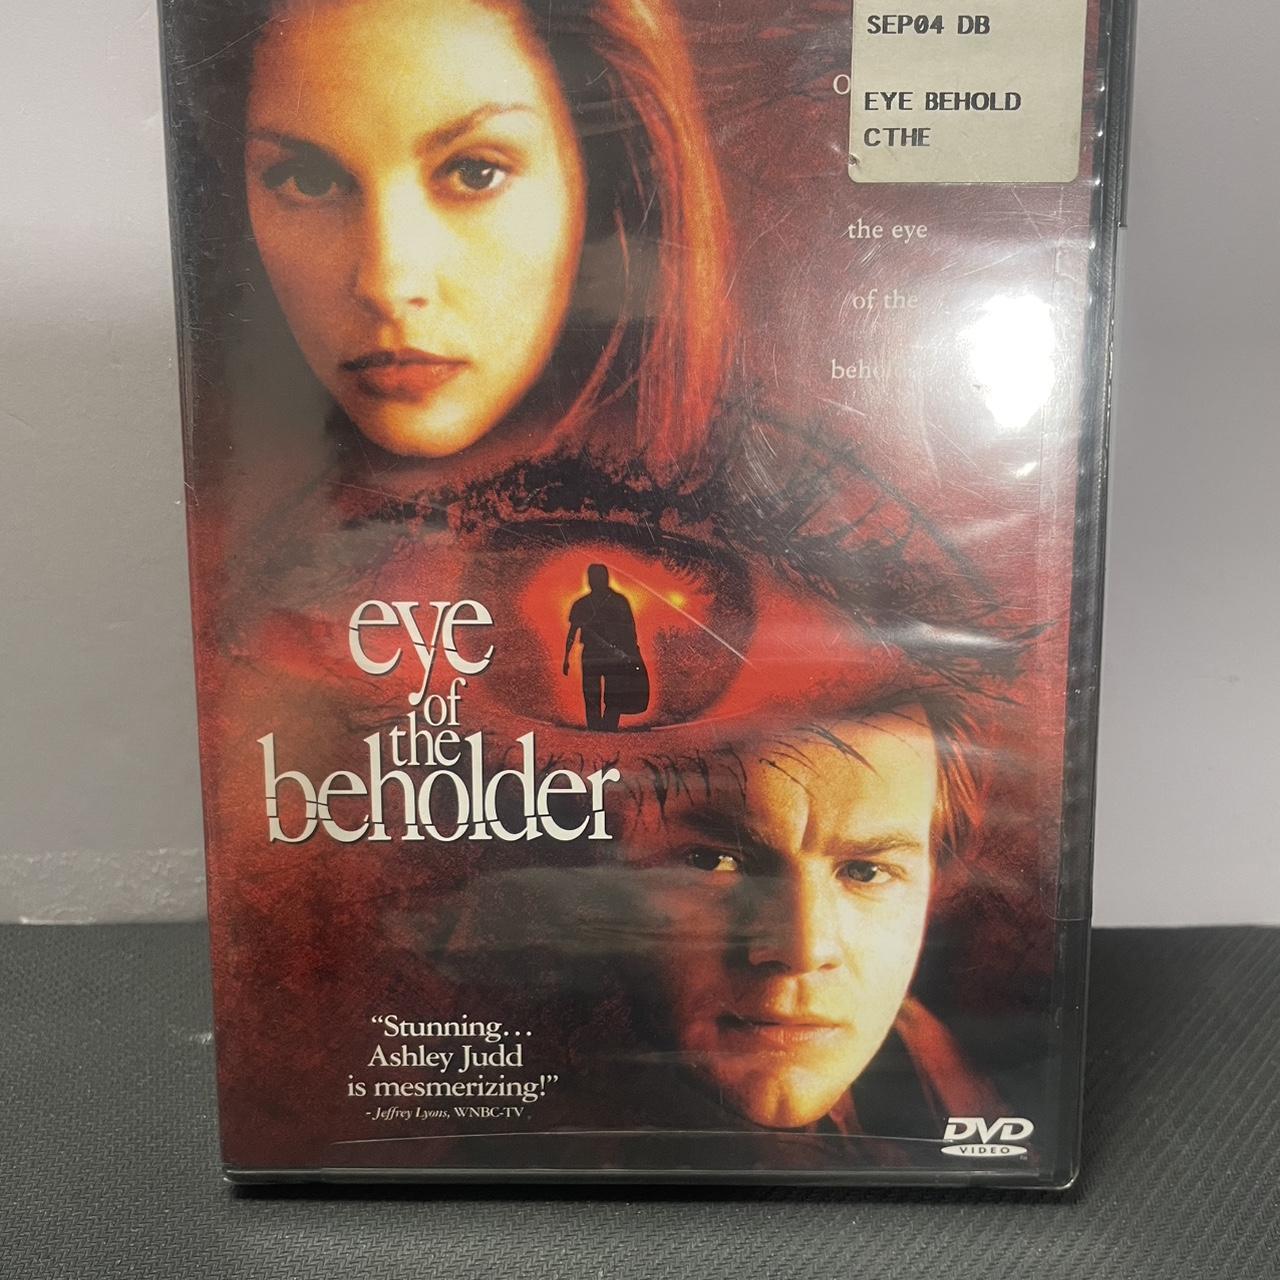 SEP04 DB
EYE BEHOLD
CTHE
the eye
of the
eye
of
the
beholder
“Stunning…
Ashley Judd
is mesmerizing!”
- Jeffrey Lyons, WNBC-TV
DVD
VIDEO